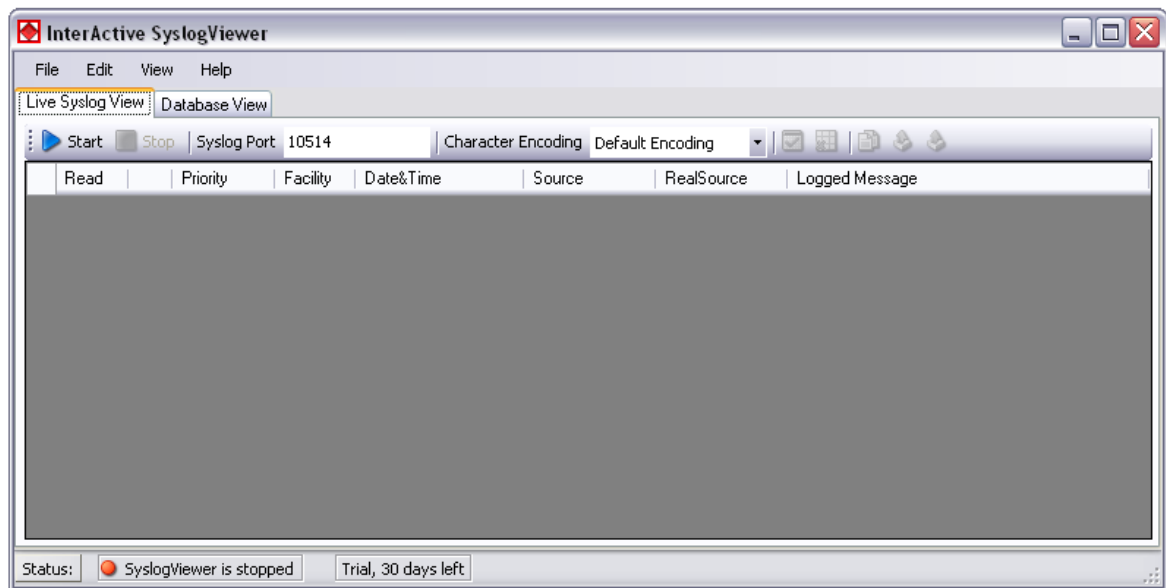 InterActive SyslogViewer
File Edit View Help
Live Syslog View Database View
Start Stop Syslog Port 10514 Character Encoding Default Encoding
Read Priority Facility Date&Time Source RealSource Logged Message
Status: SyslogViewer is stopped Trial, 30 days left